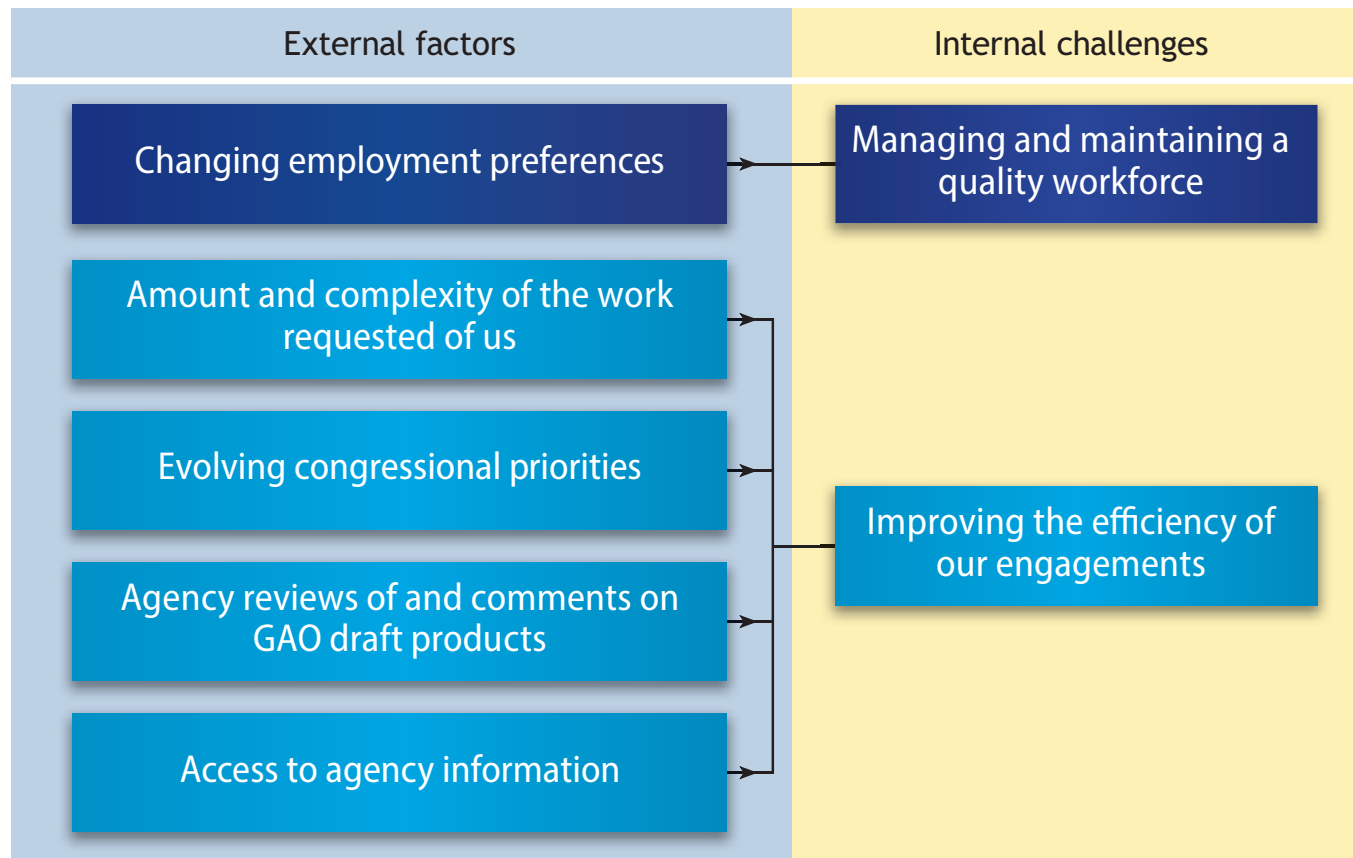 External factors
Internal challenges
Changing employment preferences
Managing and maintaining a
quality workforce
Amount and complexity of the work
requested of us
Evolving congressional priorities
Improving the efficiency of
our engagements
Agency reviews of and comments on
GAO draft products
Access to agency information